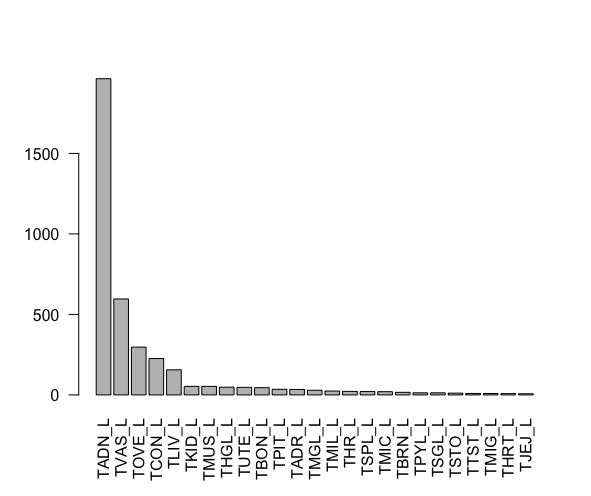 1500
1000
500
0
TADN_L
TVAS_L
TOVE_L
TCON_L
TLIV_L
TKID_L
TMUS_L
THGL_L
TUTE_L
TBON_L
TPIT_L
TADR_L
TMGL_L
TMIL_L
THR_L
TSPL_L
TMIC_L
TBRN_L
TPYL_L
TSGL_L
TSTO_L
TTST_L
TMIG_L
THRT_L
TJEJ_L